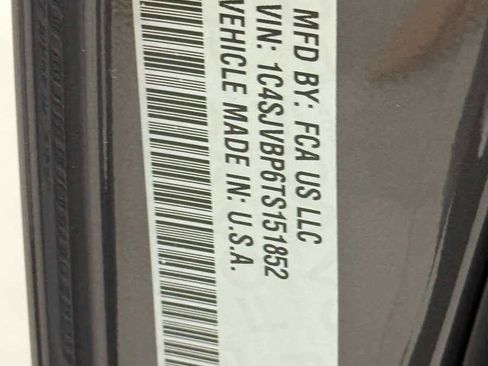 MFD BY: FCA US LLC
VIN: 1C4SJVBP6TS151852
VEHICLE MADE IN: U.S.A.